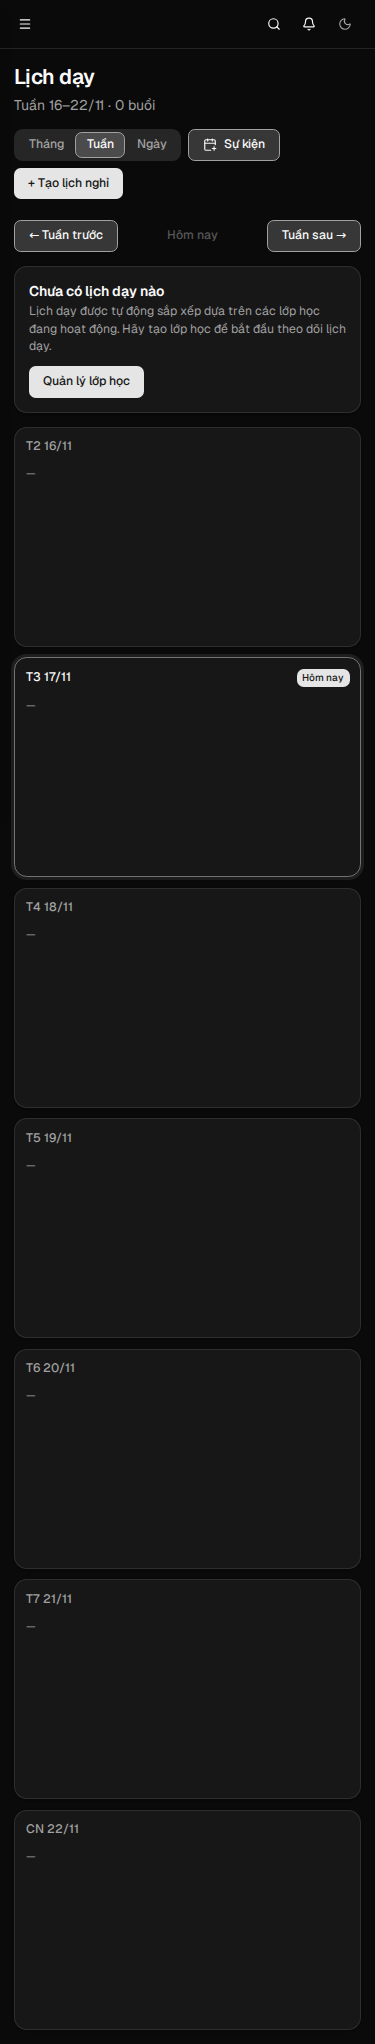 Lịch dạy
Tuần 16–22/11 · 0 buổi
Tháng Tuần Ngày Sự kiện
+ Tạo lịch nghỉ
← Tuần trước Hôm nay Tuần sau →
Chưa có lịch dạy nào
Lịch dạy được tự động sắp xếp dựa trên các lớp học
đang hoạt động. Hãy tạo lớp học để bắt đầu theo dõi lịch
dạy.
Quản lý lớp học
T2 16/11
—
T3 17/11 Hôm nay
—
T4 18/11
—
T5 19/11
—
T6 20/11
—
T7 21/11
—
CN 22/11
—